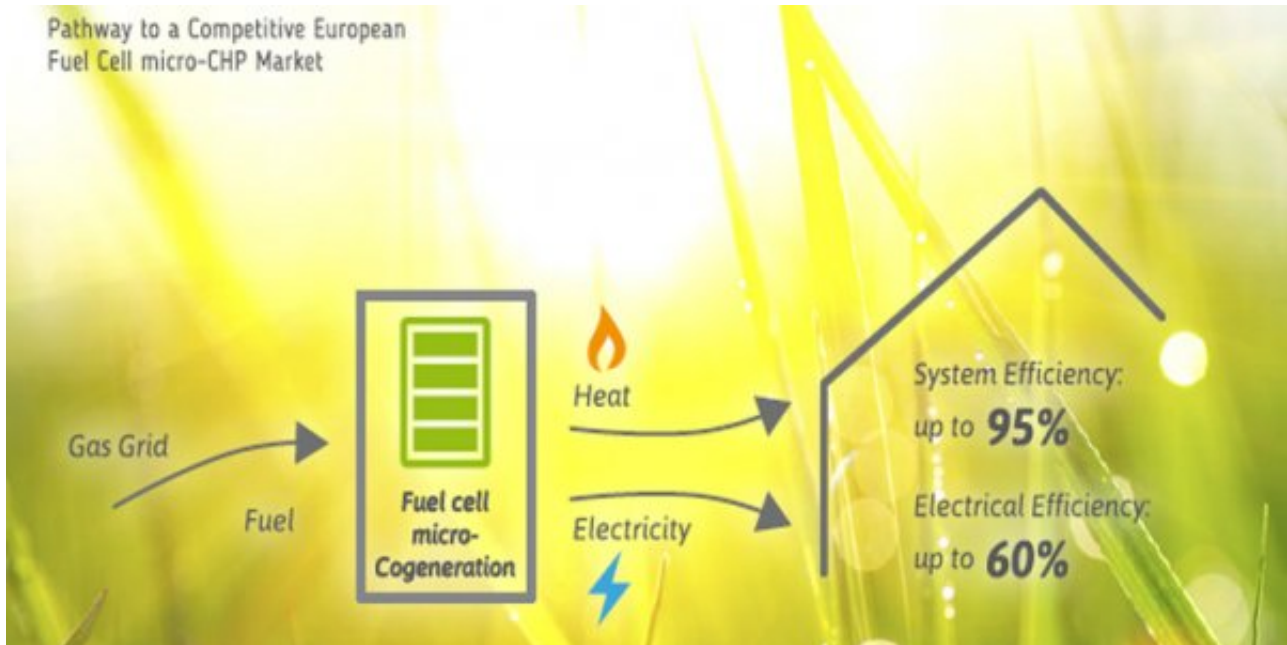 Pathway to a Competitive European
Fuel Cell micro-CHP Market
Gas Grid
Fuel
Fuel cell
micro-
Cogeneration
Heat
Electricity
System Efficiency:
up to 95%
Electrical Efficiency:
up to 60%